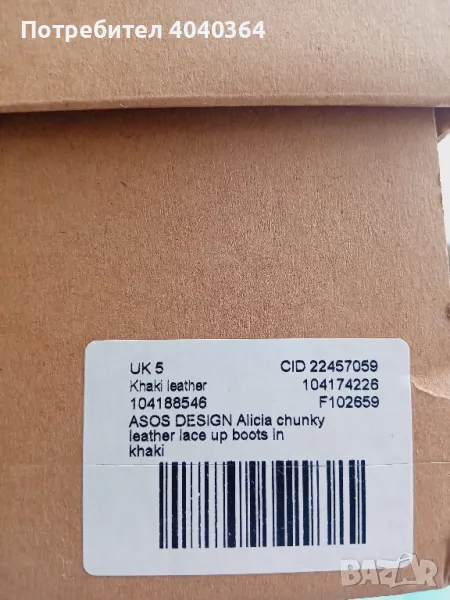 Потребител 4040364
UK 5 CID 22457059
Khaki leather 104174226
104188546 F102659
ASOS DESIGN Alicia chunky
leather lace up boots in
khaki
BAZAR